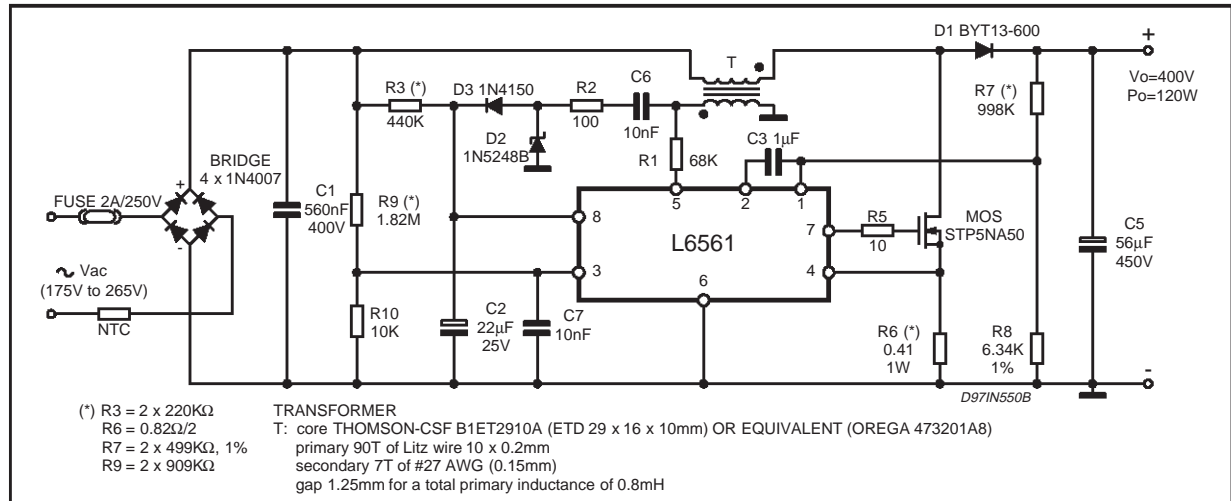 D1 BYT13-600
+
Vo=400V
Po=120W
-
T
R3 (*)
440K
D3 1N4150
R2
100
C6
10nF
D2
1N5248B
R7 (*)
998K
C3 1µF
R1
68K
BRIDGE
4 x 1N4007
+
-
FUSE 2A/250V
C1
560nF
400V
R9 (*)
1.82M
5
2
1
8
3
7
4
6
L6561
R5
10
MOS
STP5NA50
C5
56µF
450V
Vac
(175V to 265V)
NTC
R10
10K
C2
22µF
25V
C7
10nF
R6 (*)
0.41
1W
R8
6.34K
1%
D97IN550B
(*) R3 = 2 x 220KΩ
R6 = 0.82Ω/2
R7 = 2 x 499KΩ, 1%
R9 = 2 x 909KΩ
TRANSFORMER
T: core THOMSON-CSF B1ET2910A (ETD 29 x 16 x 10mm) OR EQUIVALENT (OREGA 473201A8)
primary 90T of Litz wire 10 x 0.2mm
secondary 7T of #27 AWG (0.15mm)
gap 1.25mm for a total primary inductance of 0.8mH